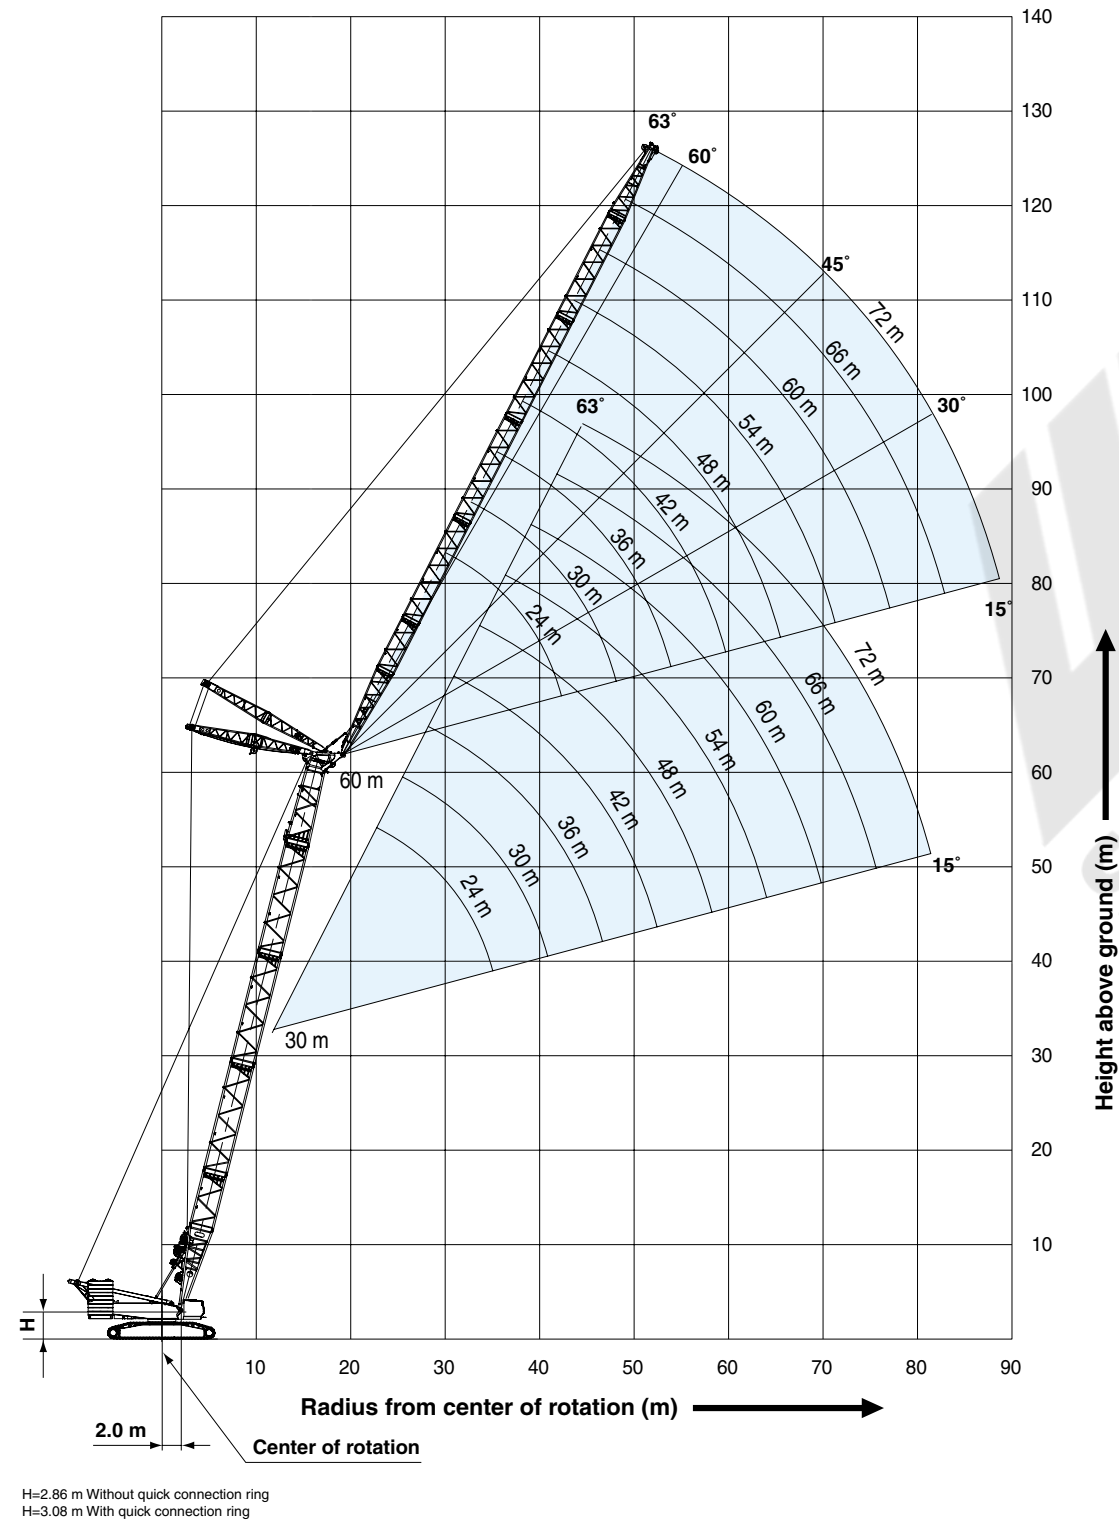 140
130
63°
60°
120
45°
110
72 m
66 m
100
60 m
63°
30°
54 m
48 m
90
42 m
36 m
30 m
80
24 m
15°
72 m
70
66 m
60 m
54 m
48 m
60
60 m
42 m
36 m
50
15°
30 m
24 m
40
30 m
30
20
10
Height above ground (m)
H
10 20 30 40 50 60 70 80 90
Radius from center of rotation (m)
2.0 m
Center of rotation
H=2.86 m Without quick connection ring
H=3.08 m With quick connection ring